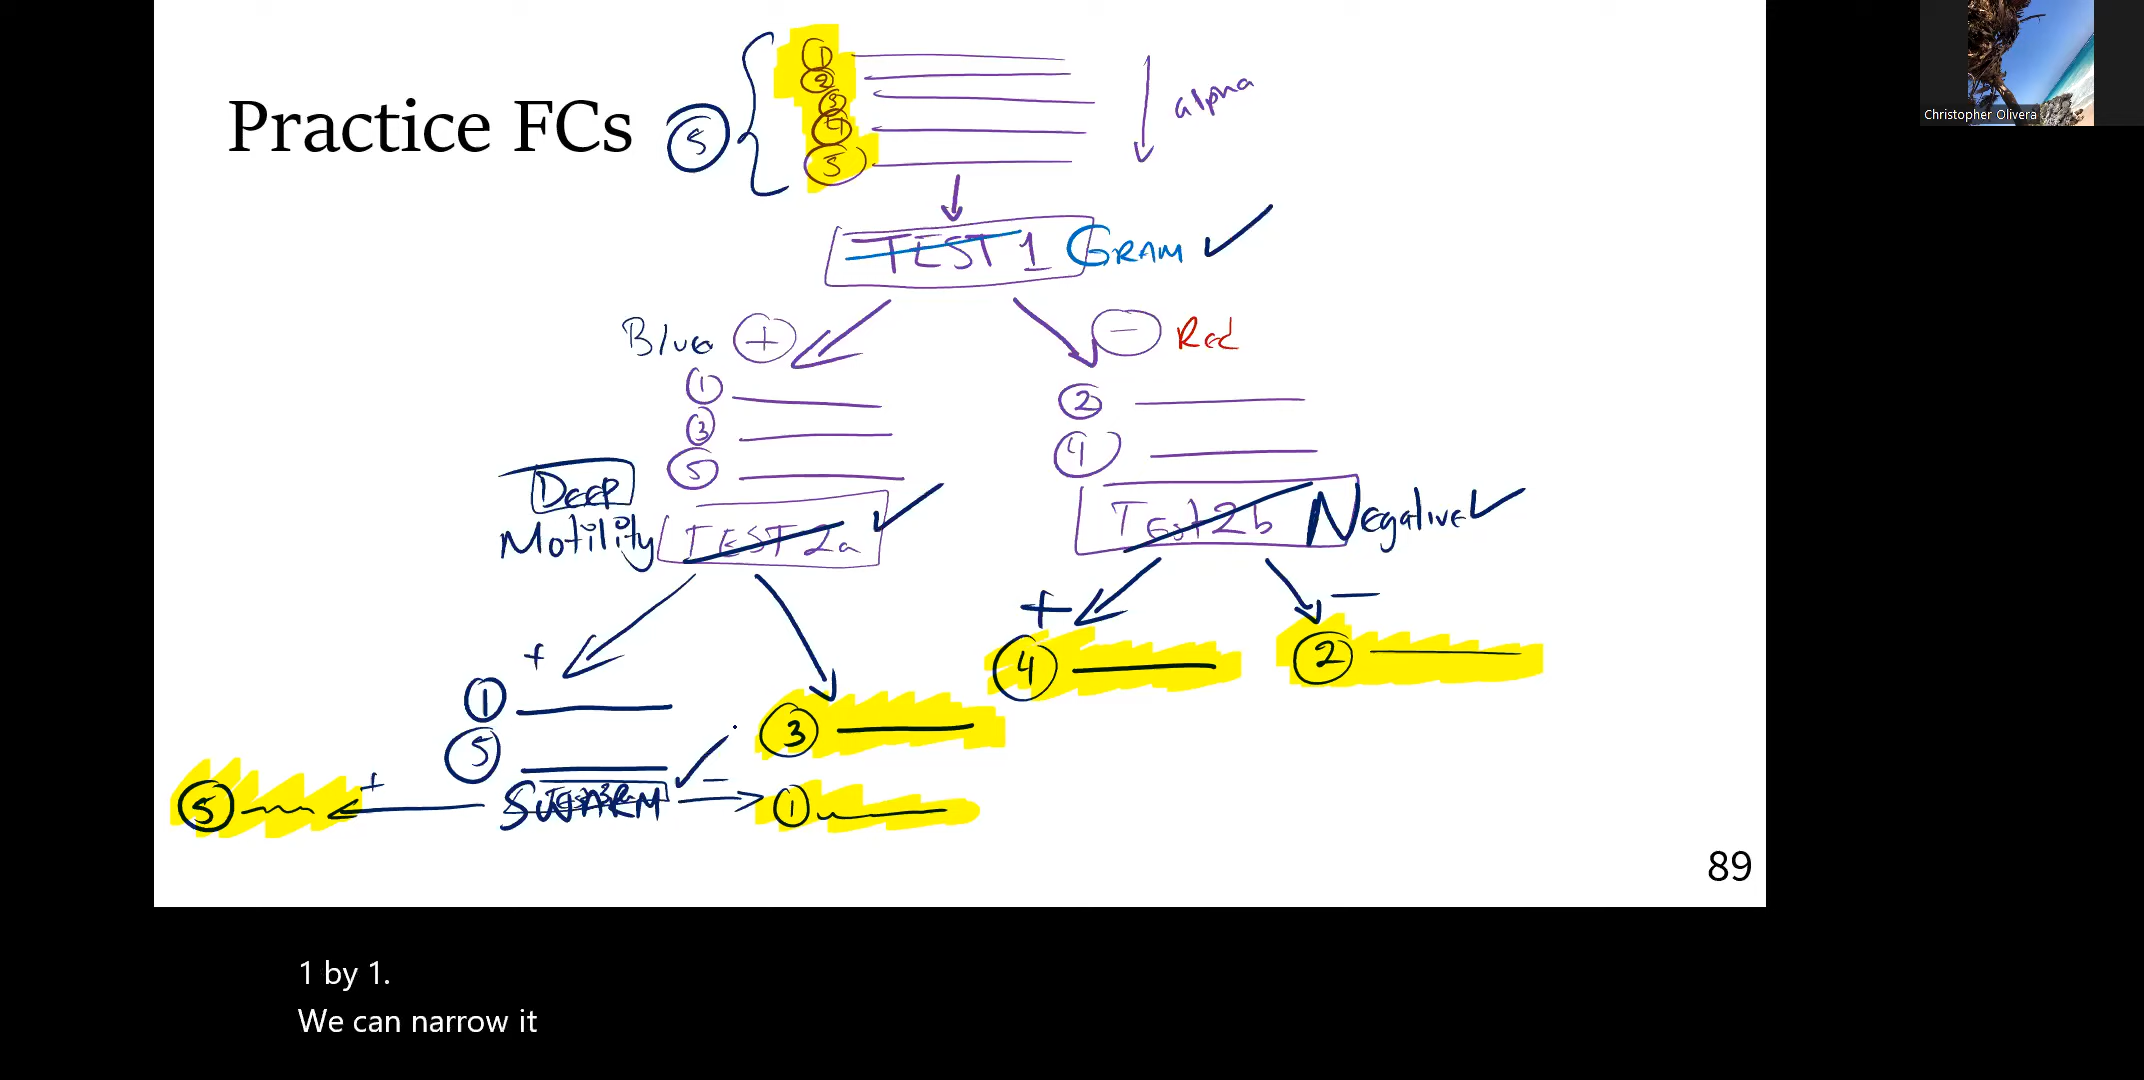 Practice FCs
5
1
2
3
4
5
alpha
TEST 1 GRAM
Blue +
- Red
1
3
5
2
4
DEEP
Motility TEST 2a
Test 2b Negative
+
+
-
4
2
1
5
3
5
+
SWARM
-
1
89
1 by 1.
We can narrow it
Christopher Olivera